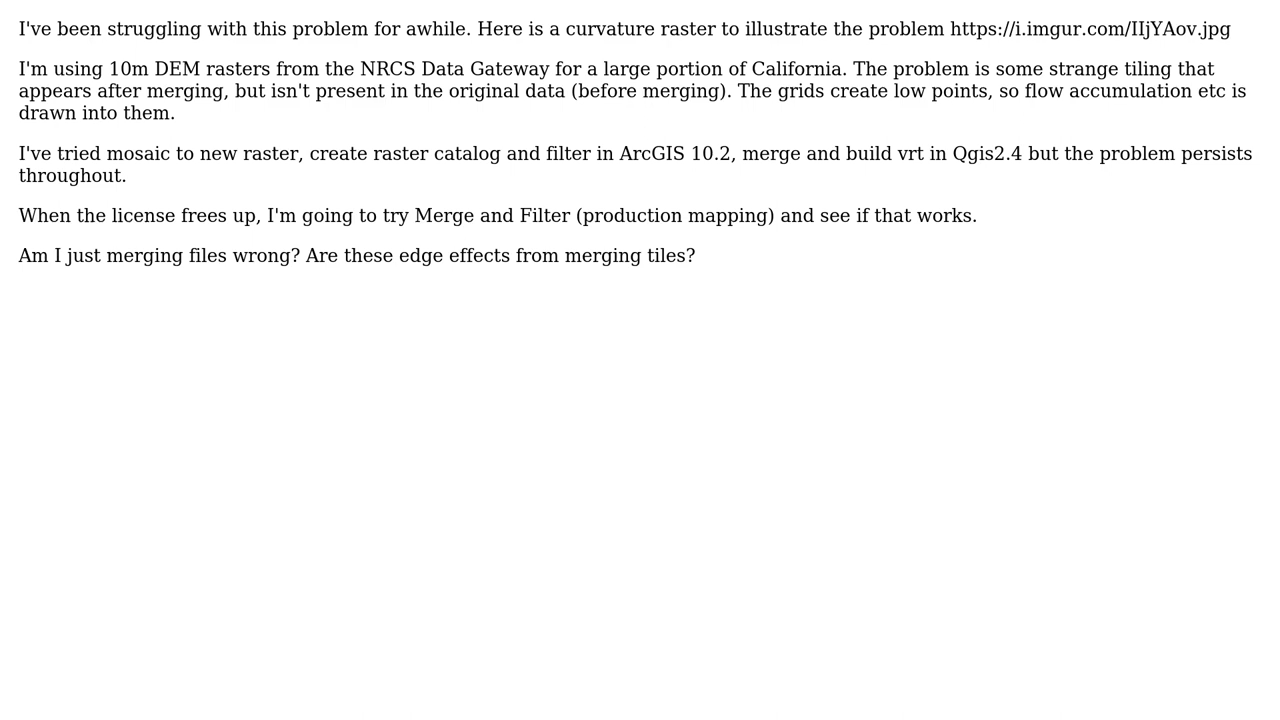 I've been struggling with this problem for awhile. Here is a curvature raster to illustrate the problem https://i.imgur.com/IIjYAov.jpg
I'm using 10m DEM rasters from the NRCS Data Gateway for a large portion of California. The problem is some strange tiling that
appears after merging, but isn't present in the original data (before merging). The grids create low points, so flow accumulation etc is
drawn into them.
I've tried mosaic to new raster, create raster catalog and filter in ArcGIS 10.2, merge and build vrt in Qgis2.4 but the problem persists
throughout.
When the license frees up, I'm going to try Merge and Filter (production mapping) and see if that works.
Am I just merging files wrong? Are these edge effects from merging tiles?